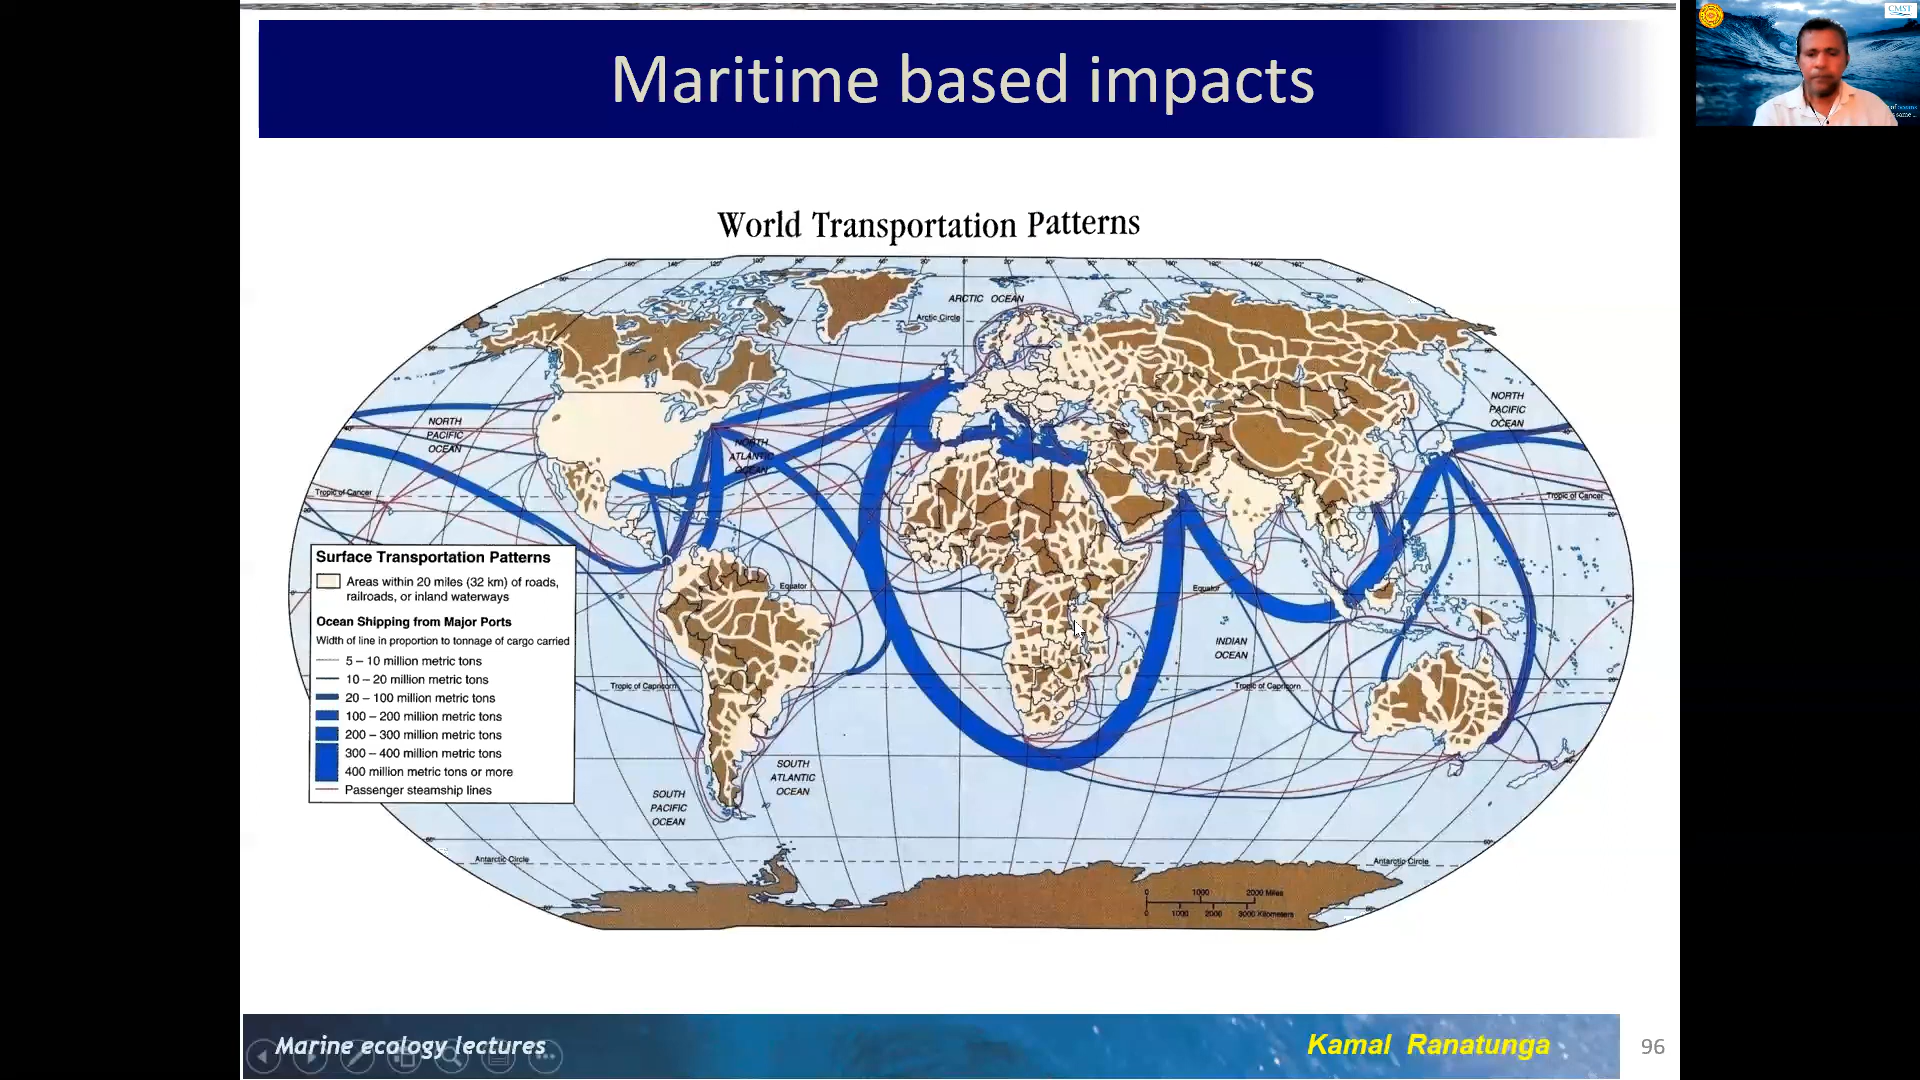 Maritime based impacts
CMST
of oceans
same ...
World Transportation Patterns
ARCTIC OCEAN
Arctic Circle
NORTH
PACIFIC
OCEAN
NORTH
ATLANTIC
OCEAN
NORTH
PACIFIC
OCEAN
Tropic of Cancer
Tropic of Cancer
Surface Transportation Patterns
Areas within 20 miles (32 km) of roads,
railroads, or inland waterways
Ocean Shipping from Major Ports
Width of line in proportion to tonnage of cargo carried
5 – 10 million metric tons
10 – 20 million metric tons
20 – 100 million metric tons
100 – 200 million metric tons
200 – 300 million metric tons
300 – 400 million metric tons
400 million metric tons or more
Passenger steamship lines
Equator
Equator
INDIAN
OCEAN
Tropic of Capricorn
Tropic of Capricorn
SOUTH
ATLANTIC
OCEAN
SOUTH
PACIFIC
OCEAN
Antarctic Circle
Antarctic Circle
0 1000 2000 Miles
0 1000 2000 3000 Kilometers
Marine ecology lectures
Kamal Ranatunga
96